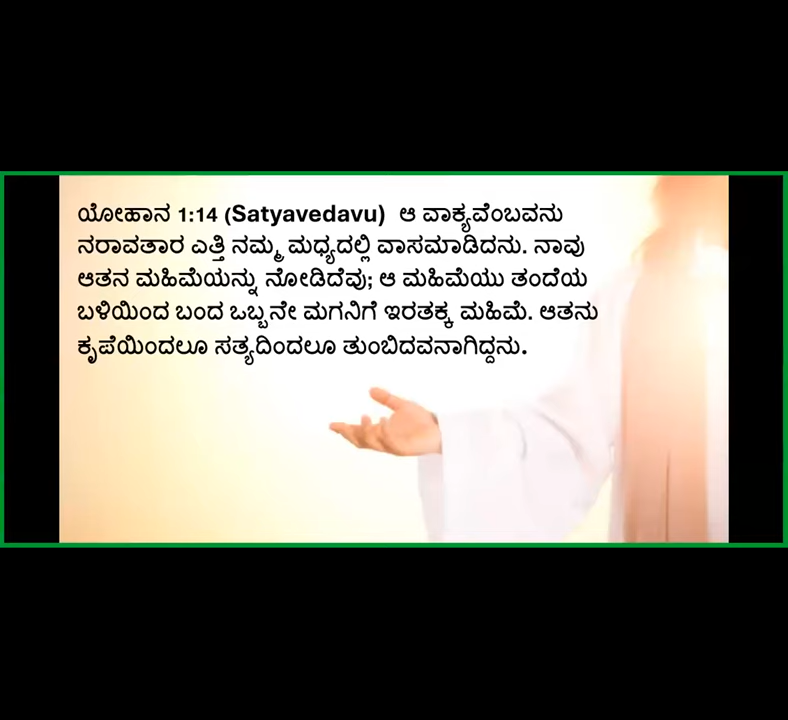 ಯೋಹಾನ 1:14 (Satyavedavu) ಆ ವಾಕ್ಯವೆಂಬವನು
ನರಾವತಾರ ಎತ್ತಿ ನಮ್ಮ ಮಧ್ಯದಲ್ಲಿ ವಾಸಮಾಡಿದನು. ನಾವು
ಆತನ ಮಹಿಮೆಯನ್ನು ನೋಡಿದೆವು; ಆ ಮಹಿಮೆಯು ತಂದೆಯ
ಬಳಿಯಿಂದ ಬಂದ ಒಬ್ಬನೇ ಮಗನಿಗೆ ಇರತಕ್ಕ ಮಹಿಮೆ. ಆತನು
ಕೃಪೆಯಿಂದಲೂ ಸತ್ಯದಿಂದಲೂ ತುಂಬಿದವನಾಗಿದ್ದನು.